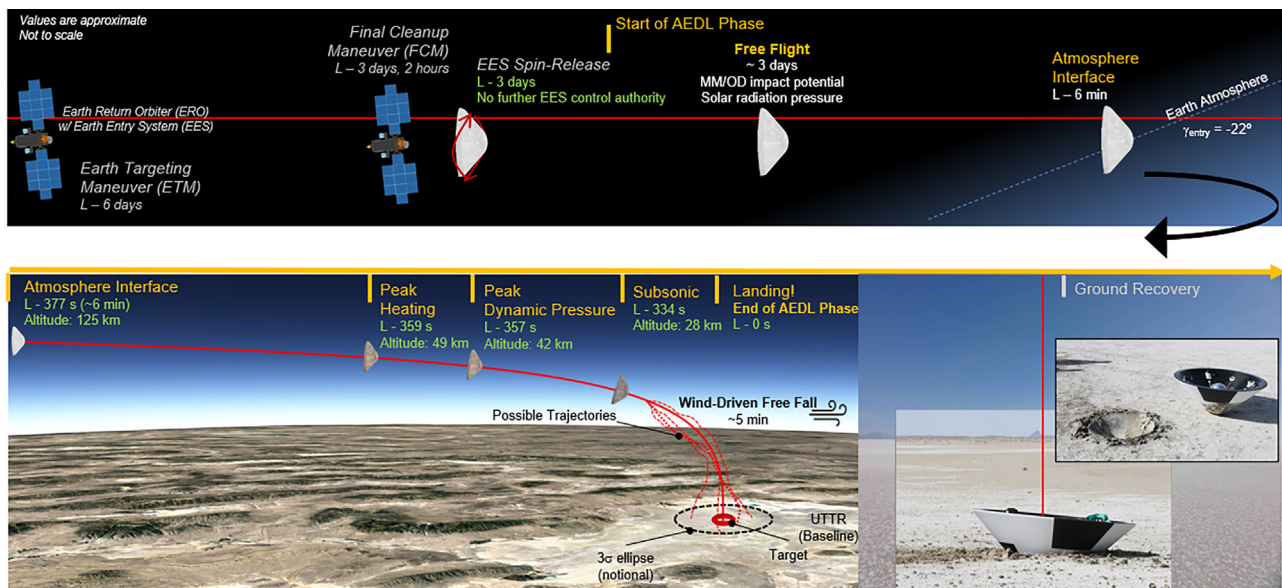 Values are approximate
Not to scale
Earth Return Orbiter (ERO)
w/ Earth Entry System (EES)
Earth Targeting
Maneuver (ETM)
L – 6 days
Final Cleanup
Maneuver (FCM)
L – 3 days, 2 hours
Start of AEDL Phase
EES Spin-Release
L - 3 days
No further EES control authority
Free Flight
~ 3 days
MM/OD impact potential
Solar radiation pressure
Atmosphere
Interface
L – 6 min
Earth Atmosphere
γentry = -22º
Atmosphere Interface
L - 377 s (~6 min)
Altitude: 125 km
Peak
Heating
L - 359 s
Altitude: 49 km
Peak
Dynamic Pressure
L - 357 s
Altitude: 42 km
Subsonic
L - 334 s
Altitude: 28 km
Landing!
End of AEDL Phase
L - 0 s
Ground Recovery
Wind-Driven Free Fall
~5 min
Possible Trajectories
UTTR
(Baseline)
Target
3σ ellipse
(notional)